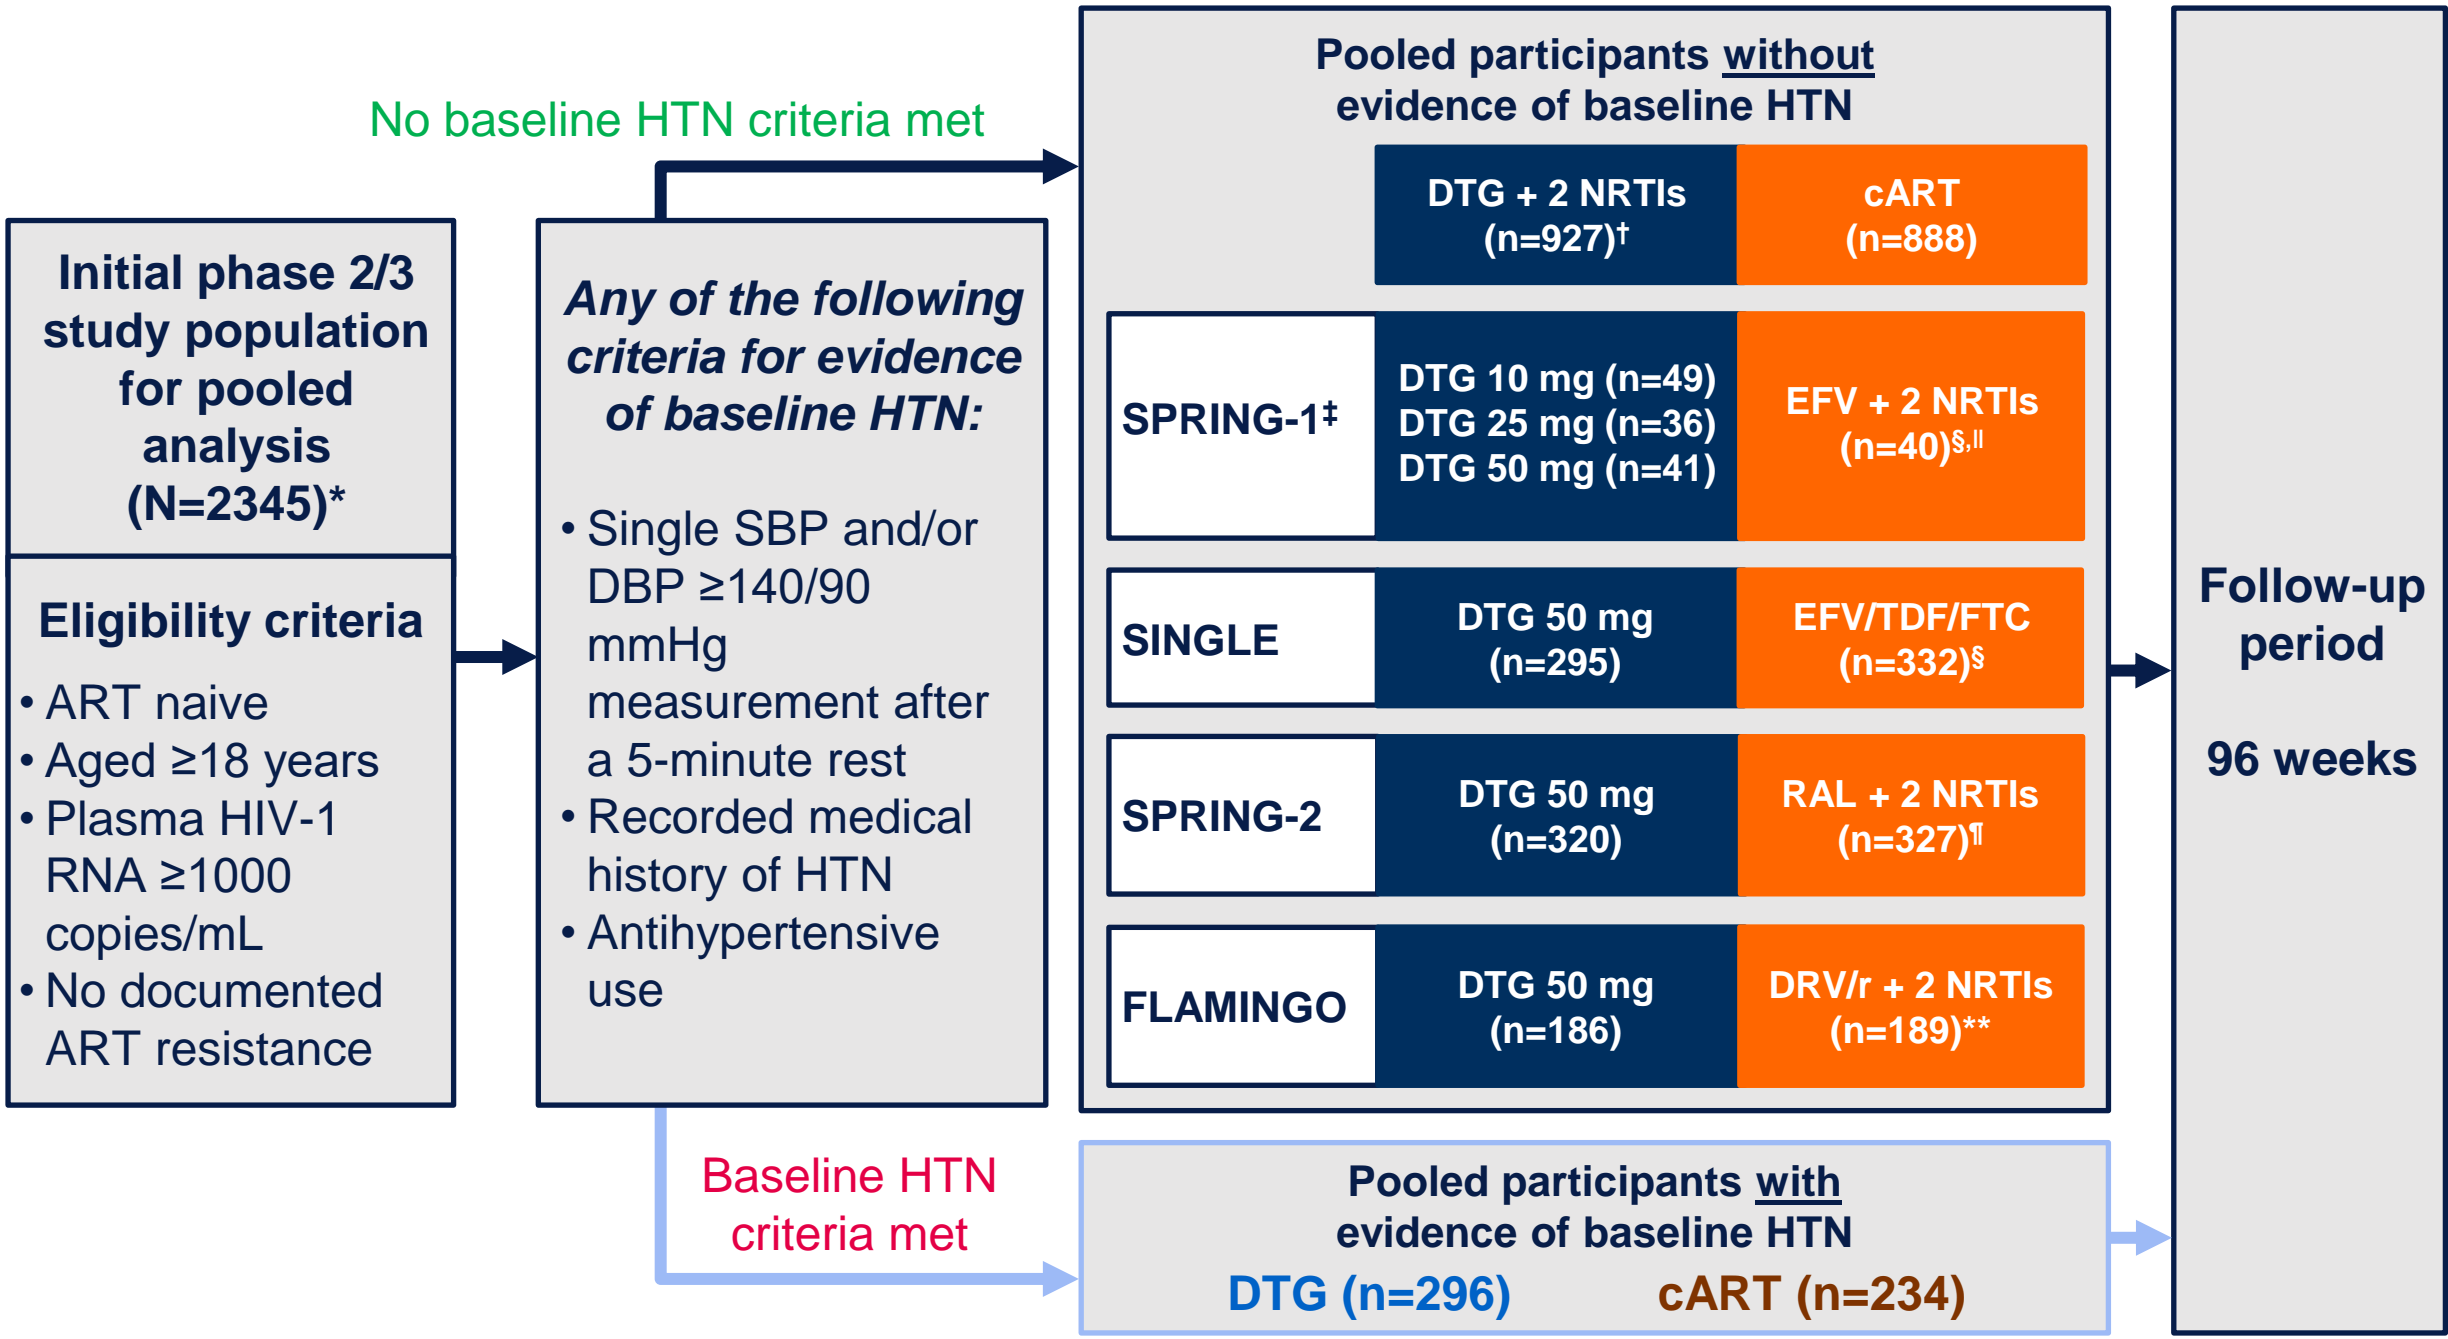 Initial phase 2/3
study population
for pooled
analysis
(N=2345)*
Eligibility criteria
• ART naive
• Aged ≥18 years
• Plasma HIV-1
RNA ≥1000
copies/mL
• No documented
ART resistance
No baseline HTN criteria met
Any of the following
criteria for evidence
of baseline HTN:
• Single SBP and/or
DBP ≥140/90
mmHg
measurement after
a 5-minute rest
• Recorded medical
history of HTN
• Antihypertensive
use
Baseline HTN
criteria met
Pooled participants without
evidence of baseline HTN
DTG + 2 NRTIs
(n=927)†
cART
(n=888)
SPRING-1‡
DTG 10 mg (n=49)
DTG 25 mg (n=36)
DTG 50 mg (n=41)
EFV + 2 NRTIs
(n=40)§,||
SINGLE
DTG 50 mg
(n=295)
EFV/TDF/FTC
(n=332)§
SPRING-2
DTG 50 mg
(n=320)
RAL + 2 NRTIs
(n=327)¶
FLAMINGO
DTG 50 mg
(n=186)
DRV/r + 2 NRTIs
(n=189)**
Pooled participants with
evidence of baseline HTN
DTG (n=296) cART (n=234)
Follow-up
period
96 weeks